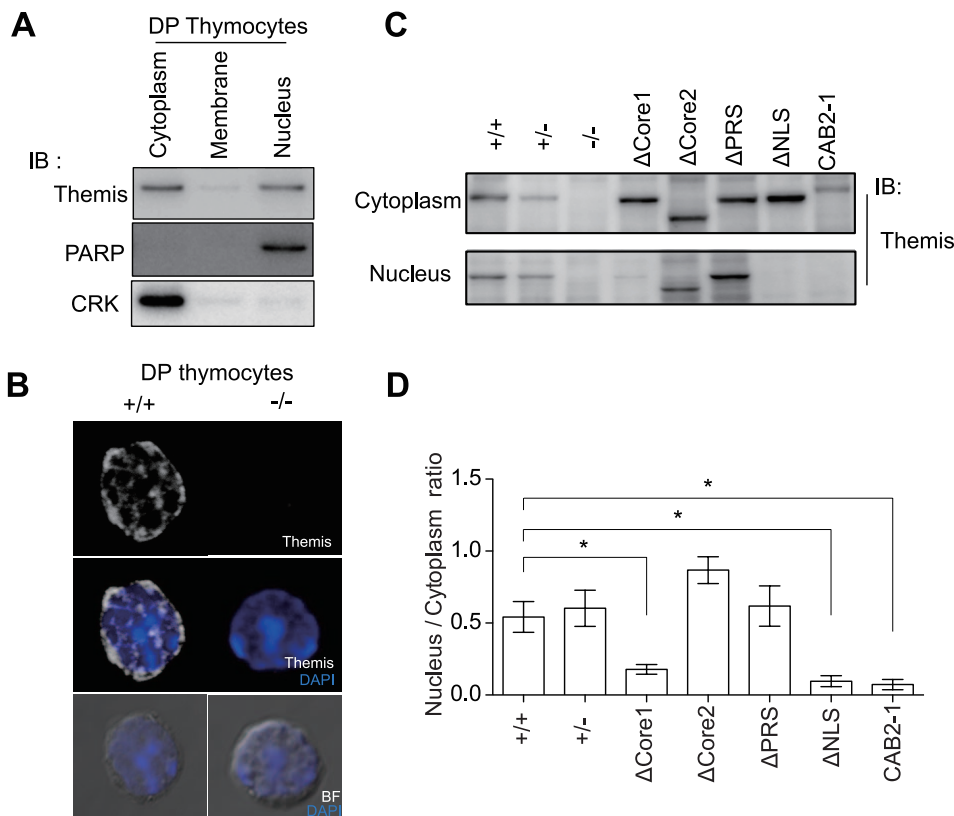 A
DP Thymocytes
Cytoplasm
Membrane
Nucleus
IB :
Themis
PARP
CRK
B
DP thymocytes
+/+
-/-
Themis
Themis
DAPI
BF
DAPI
C
+/+
+/-
-/-
ΔCore1
ΔCore2
ΔPRS
ΔNLS
CAB2-1
Cytoplasm
Nucleus
IB:
Themis
D
Nucleus / Cytoplasm ratio
1.5
1.0
0.5
0.0
*
*
*
+/+
+/-
ΔCore1
ΔCore2
ΔPRS
ΔNLS
CAB2-1